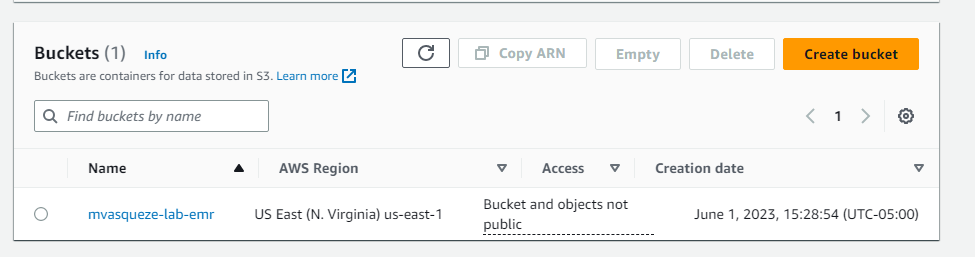 Buckets (1) Info
Copy ARN
Empty
Delete
Create bucket
Buckets are containers for data stored in S3. Learn more
Find buckets by name
1
Name AWS Region Access Creation date
mvasqueze-lab-emr US East (N. Virginia) us-east-1 Bucket and objects not
public
June 1, 2023, 15:28:54 (UTC-05:00)